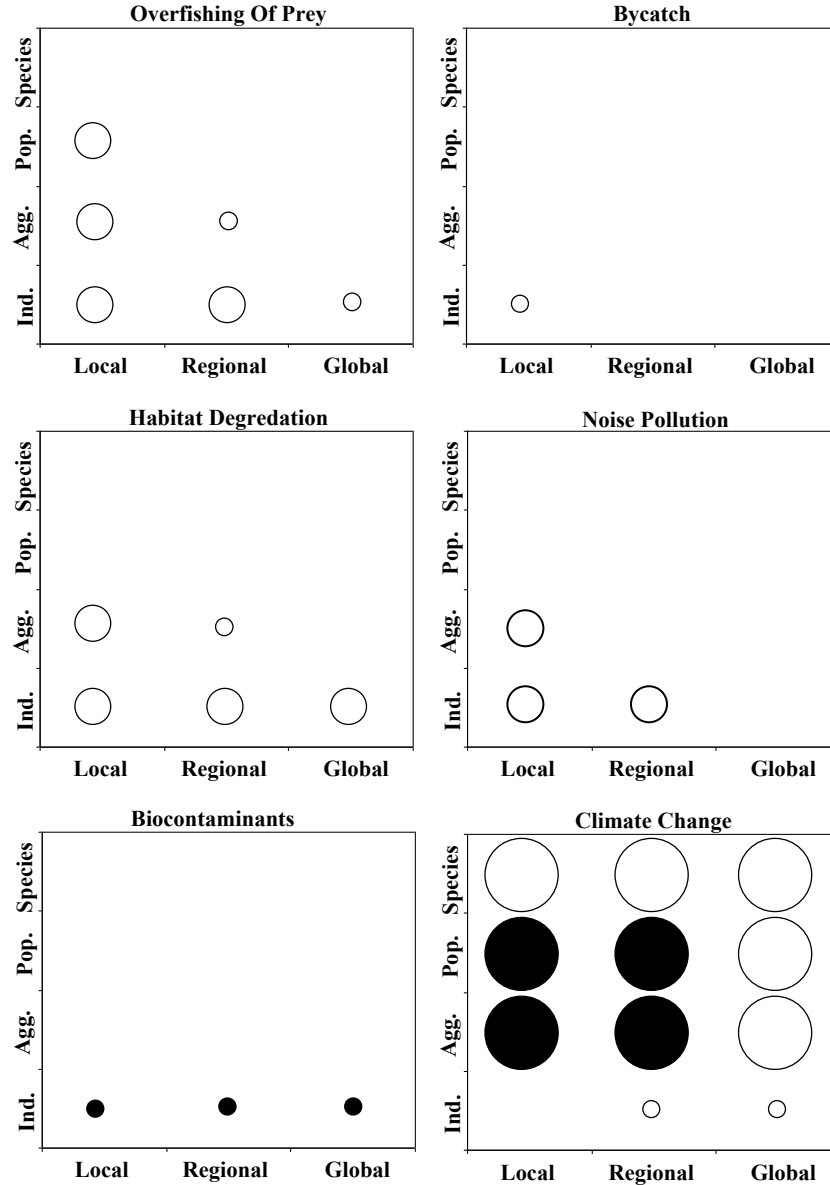 Overfishing Of Prey
Species
Pop.
Agg.
Ind.
Local Regional Global
Bycatch
Species
Pop.
Agg.
Ind.
Local Regional Global
Habitat Degredation
Species
Pop.
Agg.
Ind.
Local Regional Global
Noise Pollution
Species
Pop.
Agg.
Ind.
Local Regional Global
Biocontaminants
Species
Pop.
Agg.
Ind.
Local Regional Global
Climate Change
Species
Pop.
Agg.
Ind.
Local Regional Global